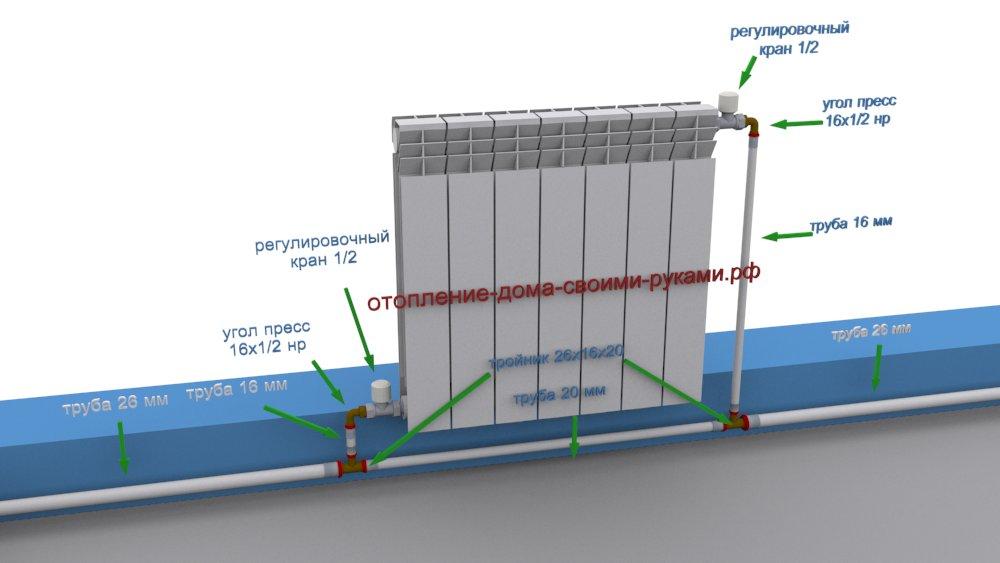 регулировочный
кран 1/2
угол пресс
16х1/2 нр
труба 16 мм
регулировочный
кран 1/2
отопление-дома-своими-руками.рф
угол пресс
16х1/2 нр
труба 26 мм
тройник 26х16х20
труба 26 мм
труба 16 мм
труба 20 мм